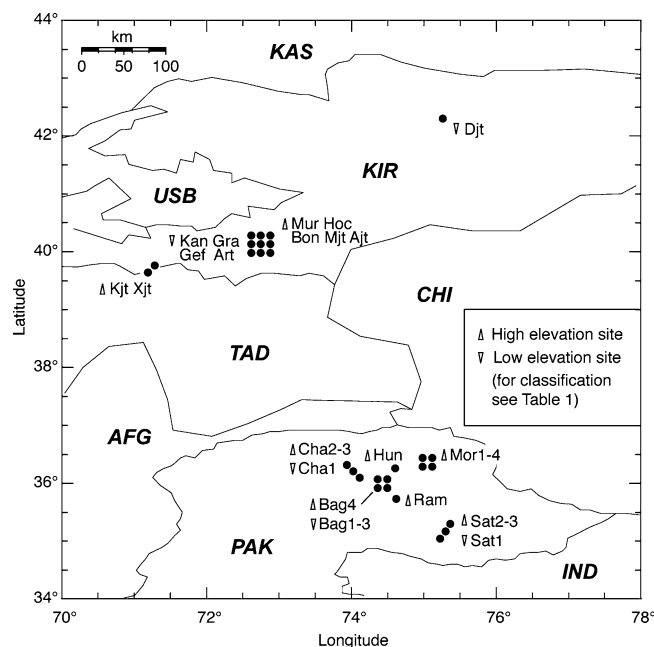 44°
km
0 50 100
KAS
42°
Djt
KIR
USB
Mur Hoc
Kan Gra
Bon Mjt Ajt
Gef Art
40°
Kjt Xjt
CHI
Latitude
High elevation site
TAD
Low elevation site
38°
(for classification
see Table 1)
AFG
Cha2-3
Hun
Mor1-4
Cha1
36°
Bag4
Ram
Bag1-3
Sat2-3
PAK
Sat1
IND
34°
70° 72° 74° 76° 78°
Longitude